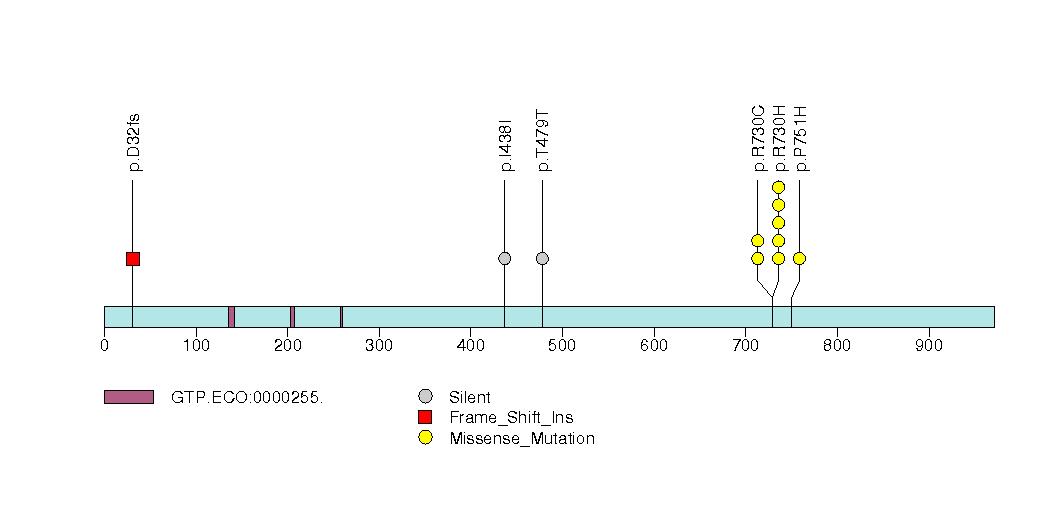 p.D32fs
p.I438I
p.T479T
p.R730C
p.R730H
p.P751H
0 100 200 300 400 500 600 700 800 900
GTP.ECO:0000255.
Silent
Frame_Shift_Ins
Missense_Mutation